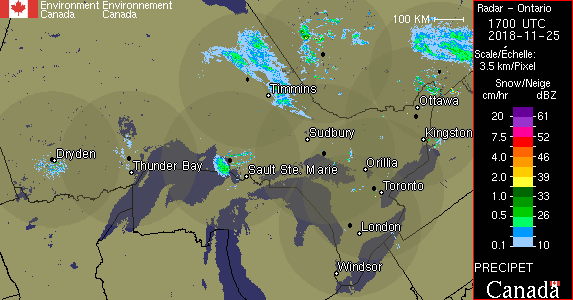 Environment Environnement
Canada Canada
100 KM
Radar - Ontario
1700 UTC
2018-11-25
Scale/Échelle:
3.5 km/Pixel
Snow/Neige
cm/hr dBZ
20 61
7.5 52
4.0 46
2.0 39
1.0 33
0.5 26
0.1 10
PRECIPET
Canada
Timmins
Ottawa
Sudbury
Kingston
Dryden
Thunder Bay
Sault Ste. Marie
Orillia
Toronto
London
Windsor